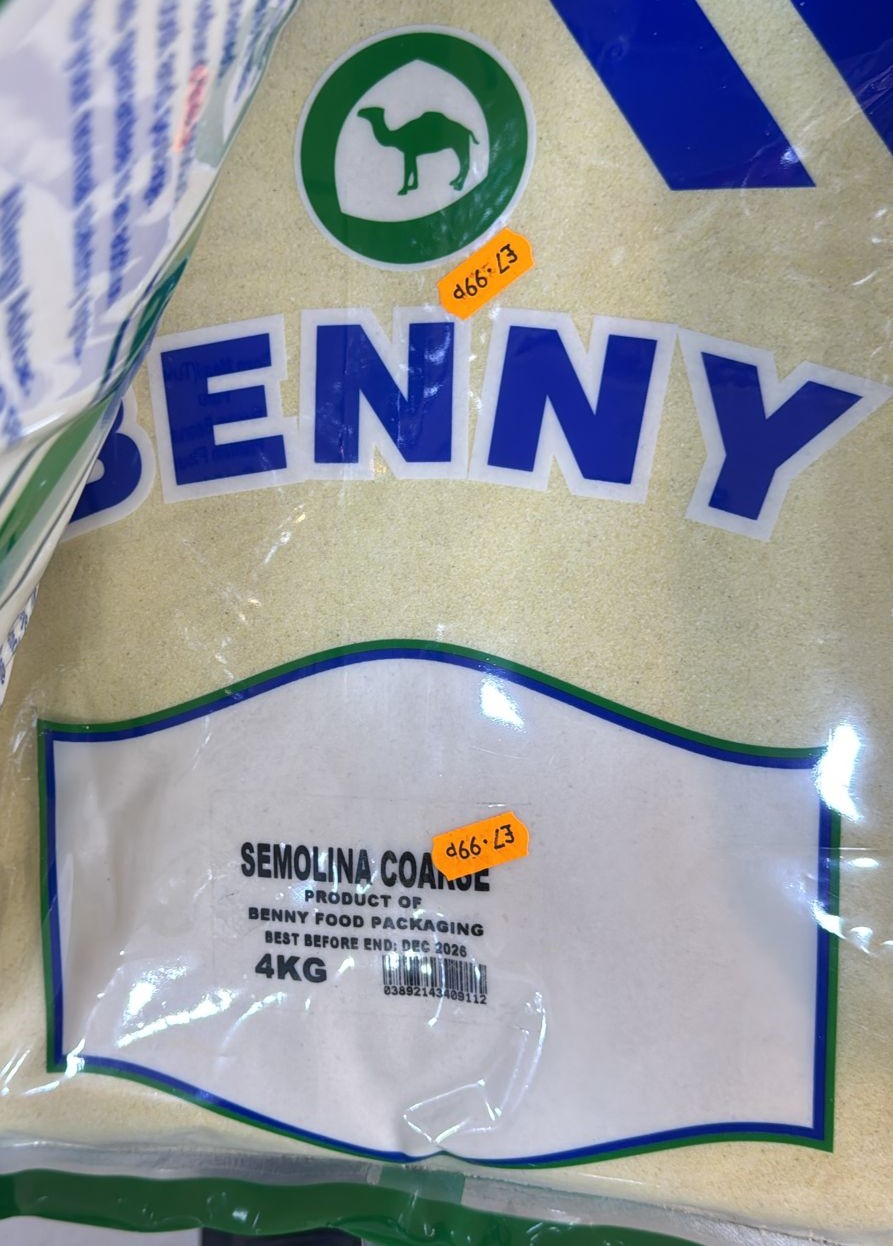 £7.99p
BENNY
£7.99p
SEMOLINA COARSE
PRODUCT OF
BENNY FOOD PACKAGING
BEST BEFORE END: DEC 2026
4KG
03892143409112